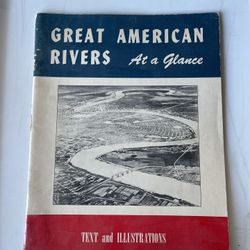 GREAT AMERICAN
RIVERS At a Glance
TEXT and ILLUSTRATIONS